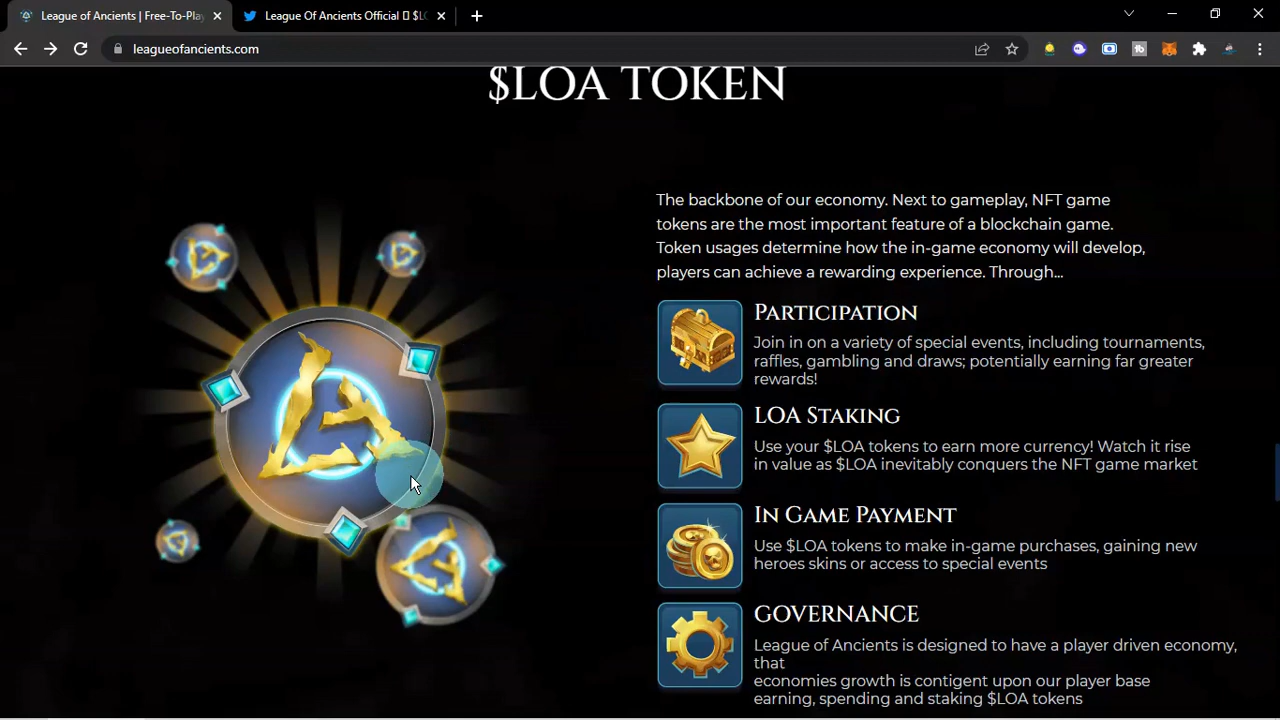 League of Ancients | Free-To-Play
League Of Ancients Official
leagueofancients.com
$LOA TOKEN
The backbone of our economy. Next to gameplay, NFT game
tokens are the most important feature of a blockchain game.
Token usages determine how the in-game economy will develop,
players can achieve a rewarding experience. Through...
PARTICIPATION
Join in on a variety of special events, including tournaments,
raffles, gambling and draws; potentially earning far greater
rewards!
LOA STAKING
Use your $LOA tokens to earn more currency! Watch it rise
in value as $LOA inevitably conquers the NFT game market
IN GAME PAYMENT
Use $LOA tokens to make in-game purchases, gaining new
heroes skins or access to special events
GOVERNANCE
League of Ancients is designed to have a player driven economy,
that
economies growth is contigent upon our player base
earning, spending and staking $LOA tokens